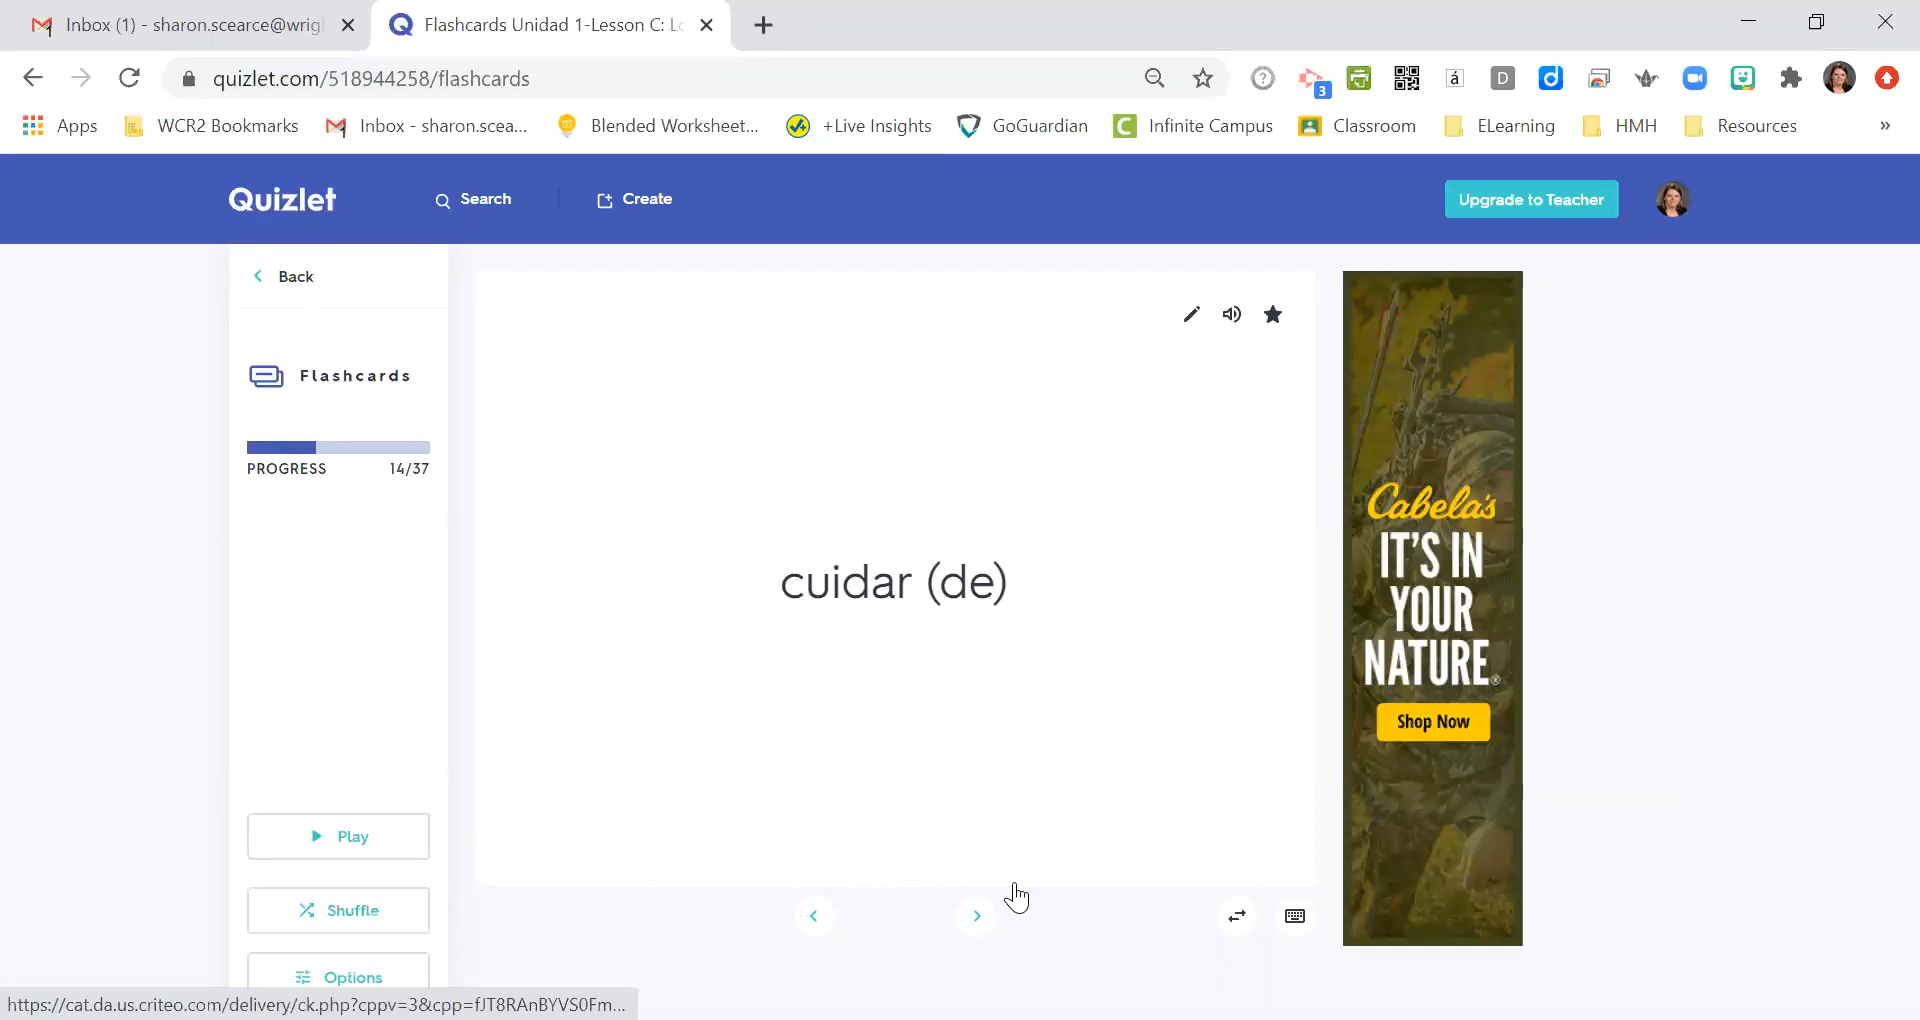 Inbox (1) - sharon.scearce@wrigh
Flashcards Unidad 1-Lesson C: Lo
quizlet.com/518944258/flashcards
3
á
D
Apps
WCR2 Bookmarks
Inbox - sharon.scea...
Blended Worksheet...
+Live Insights
GoGuardian
Infinite Campus
Classroom
ELearning
HMH
Resources
»
Quizlet
Search
Create
Upgrade to Teacher
Back
Flashcards
PROGRESS 14/37
cuidar (de)
Cabela's
IT'S IN
YOUR
NATURE®
Shop Now
Play
Shuffle
Options
https://cat.da.us.criteo.com/delivery/ck.php?cppv=3&cpp=fJT8RAnBYVS0Fm...